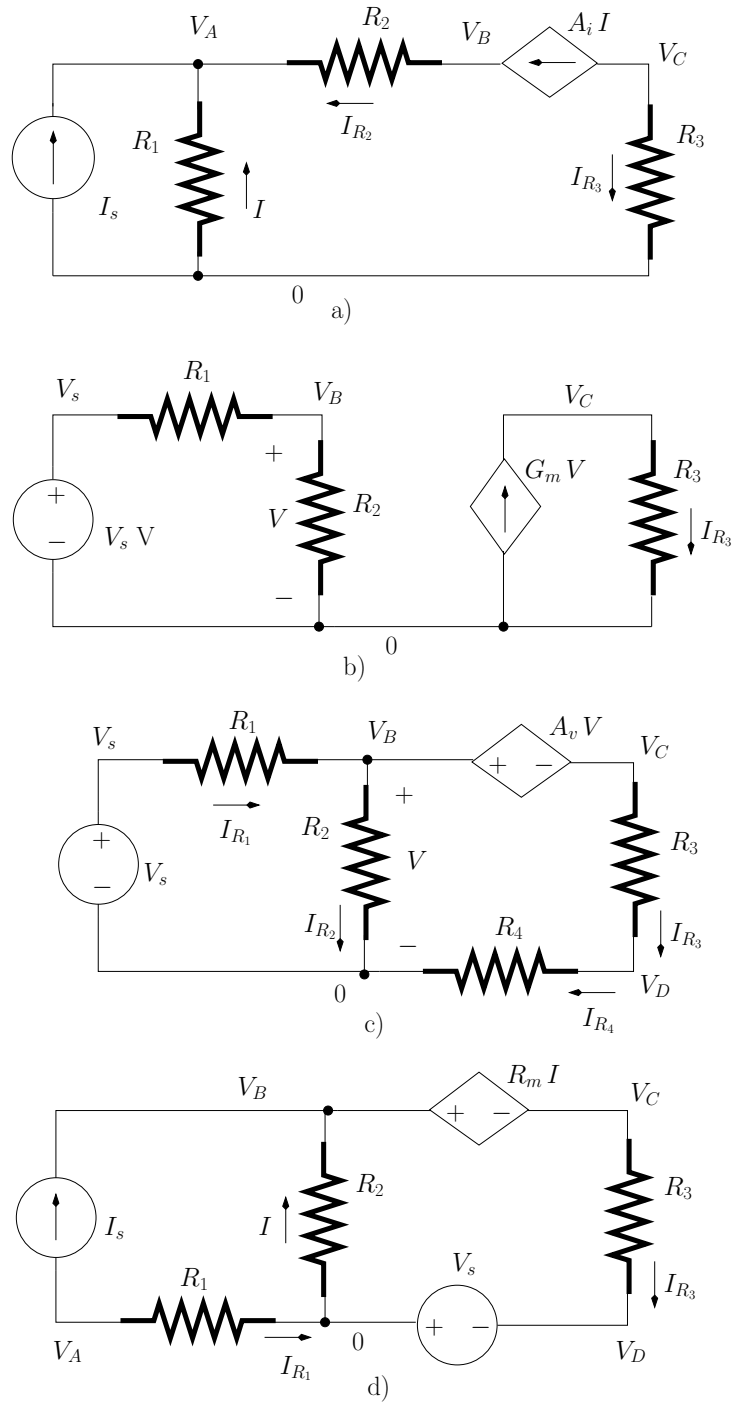 V_A R_2 V_B A_i I V_C
I_{R_2}
R_1 R_3
I_{R_3}
I_s I
0
a)
V_s R_1 V_B V_C
+ G_m V R_3
+ V R_2
− V_s V I_{R_3}
−
0
b)
V_s R_1 V_B A_v V V_C
+ −
+
I_{R_1} R_2 R_3
+ V
− V_s
I_{R_2} − R_4 I_{R_3}
0 V_D
c) I_{R_4}
V_B R_m I V_C
+ −
R_2 R_3
I_s I
R_1 V_s I_{R_3}
+ −
V_A I_{R_1} 0 V_D
d)